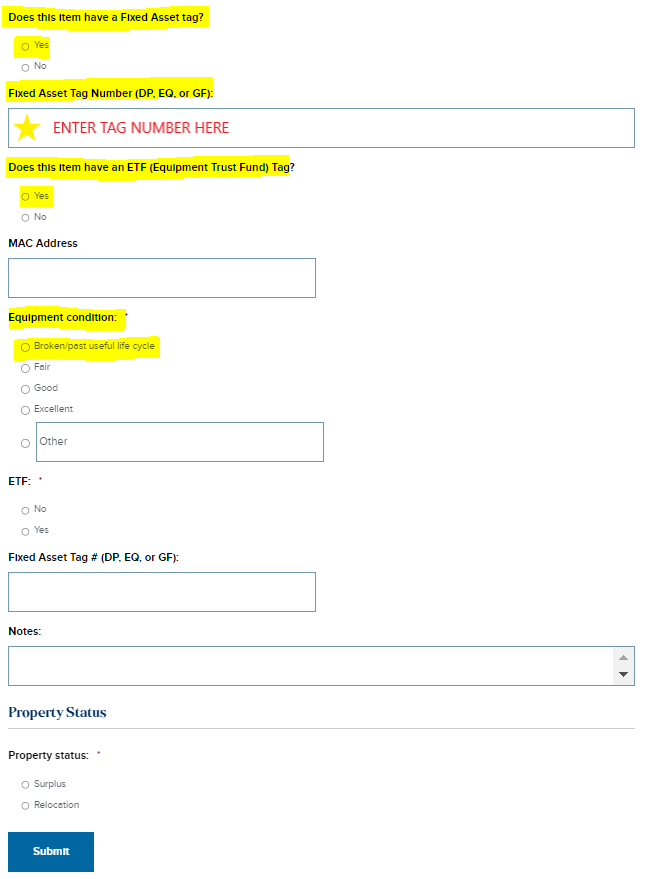 Does this item have a Fixed Asset tag?
Yes
No
Fixed Asset Tag Number (DP, EQ, or GF):
ENTER TAG NUMBER HERE
Does this item have an ETF (Equipment Trust Fund) Tag?
Yes
No
MAC Address
Equipment condition: *
Broken/past useful life cycle
Fair
Good
Excellent
Other
ETF: *
No
Yes
Fixed Asset Tag # (DP, EQ, or GF):
Notes:
Property Status
Property status: *
Surplus
Relocation
Submit